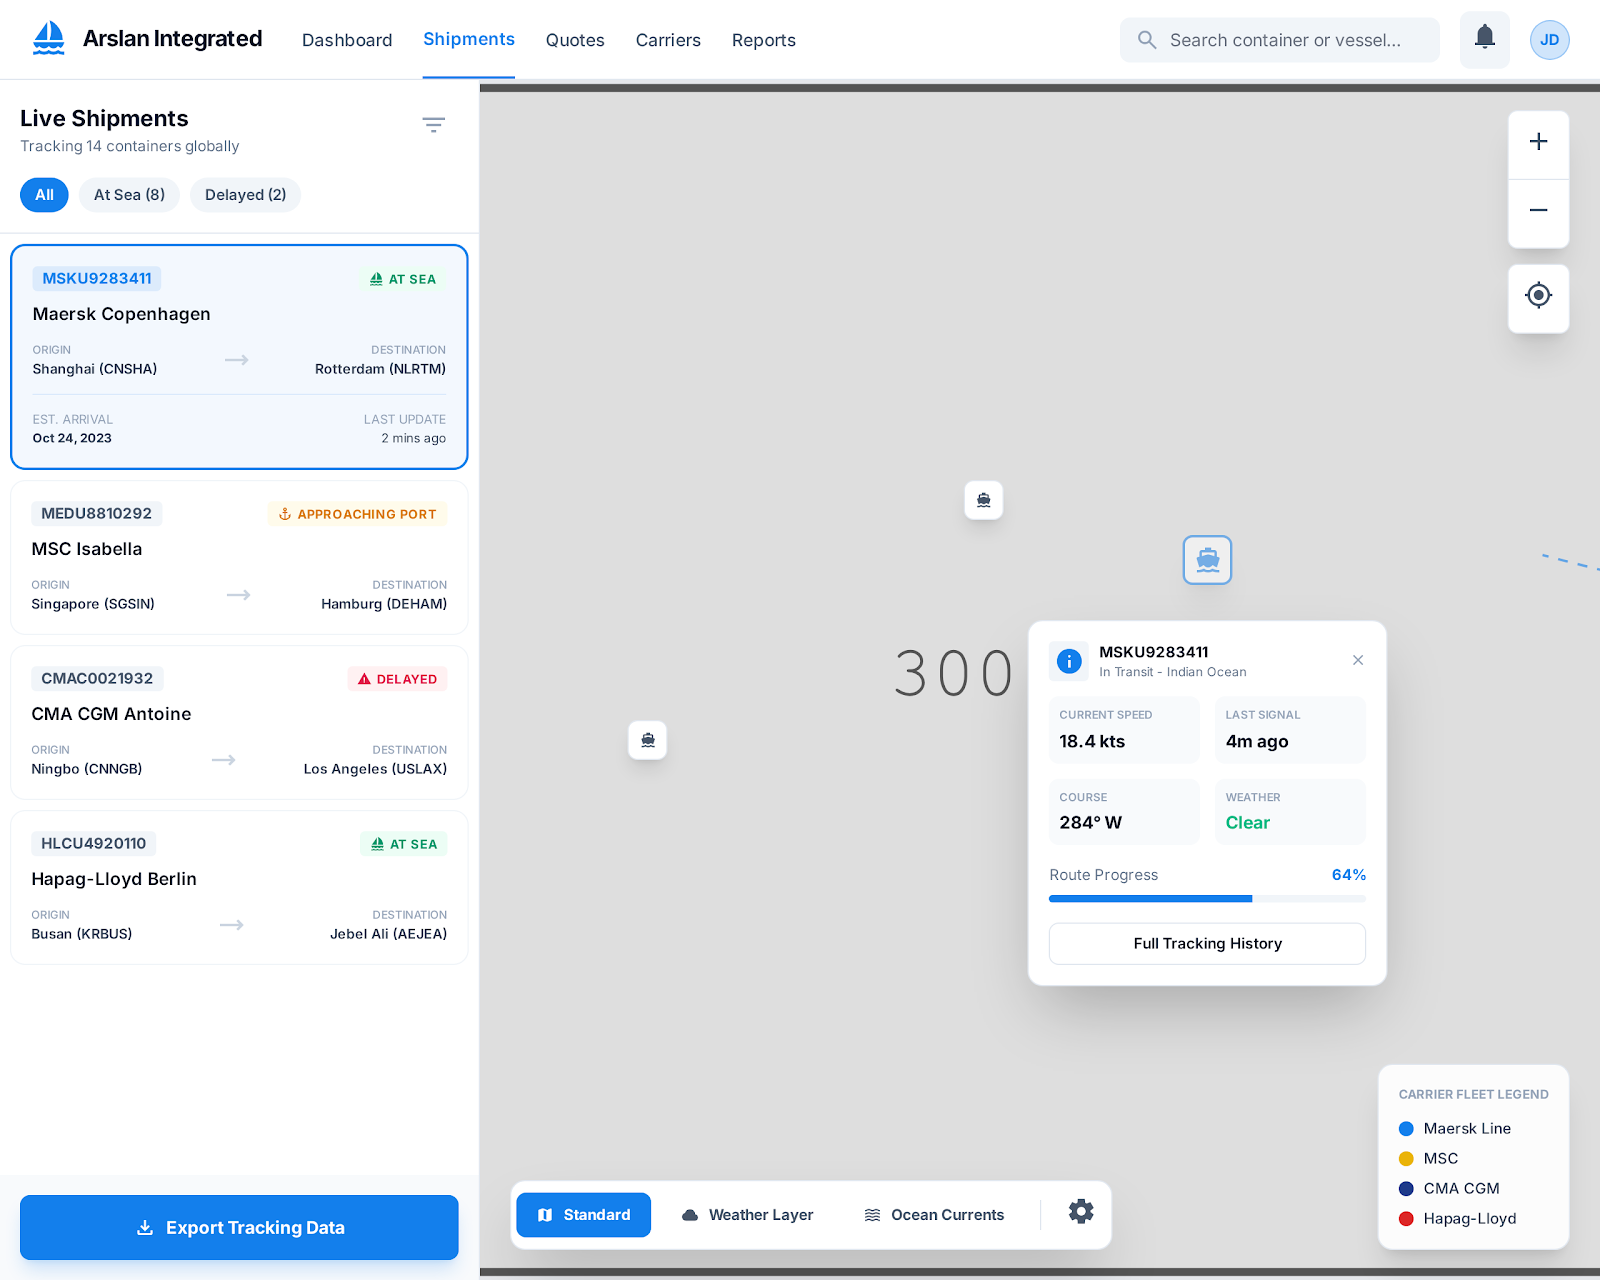 Arslan Integrated
Dashboard
Shipments
Quotes
Carriers
Reports
Search container or vessel...
JD
Live Shipments
Tracking 14 containers globally
All
At Sea (8)
Delayed (2)
MSKU9283411
AT SEA
Maersk Copenhagen
ORIGIN
DESTINATION
Shanghai (CNSHA)
Rotterdam (NLRTM)
EST. ARRIVAL
LAST UPDATE
Oct 24, 2023
2 mins ago
MEDU8810292
APPROACHING PORT
MSC Isabella
ORIGIN
DESTINATION
Singapore (SGSIN)
Hamburg (DEHAM)
CMAC0021932
DELAYED
CMA CGM Antoine
ORIGIN
DESTINATION
Ningbo (CNNGB)
Los Angeles (USLAX)
HLCU4920110
AT SEA
Hapag-Lloyd Berlin
ORIGIN
DESTINATION
Busan (KRBUS)
Jebel Ali (AEJEA)
Export Tracking Data
300
MSKU9283411
In Transit - Indian Ocean
CURRENT SPEED
18.4 kts
LAST SIGNAL
4m ago
COURSE
284° W
WEATHER
Clear
Route Progress
64%
Full Tracking History
CARRIER FLEET LEGEND
Maersk Line
MSC
CMA CGM
Hapag-Lloyd
Standard
Weather Layer
Ocean Currents